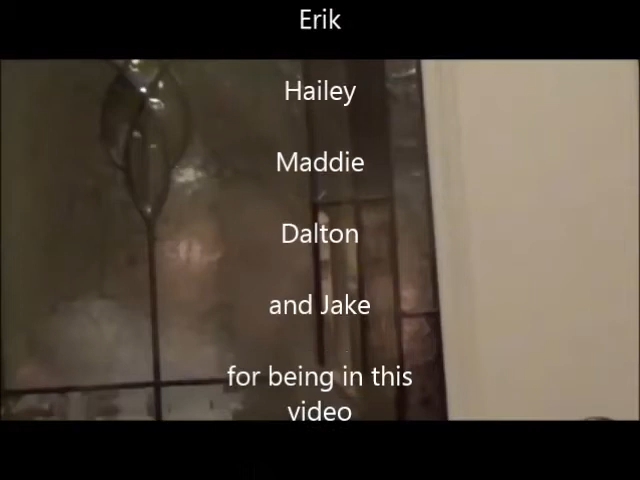 Erik
Hailey
Maddie
Dalton
and Jake
for being in this
video